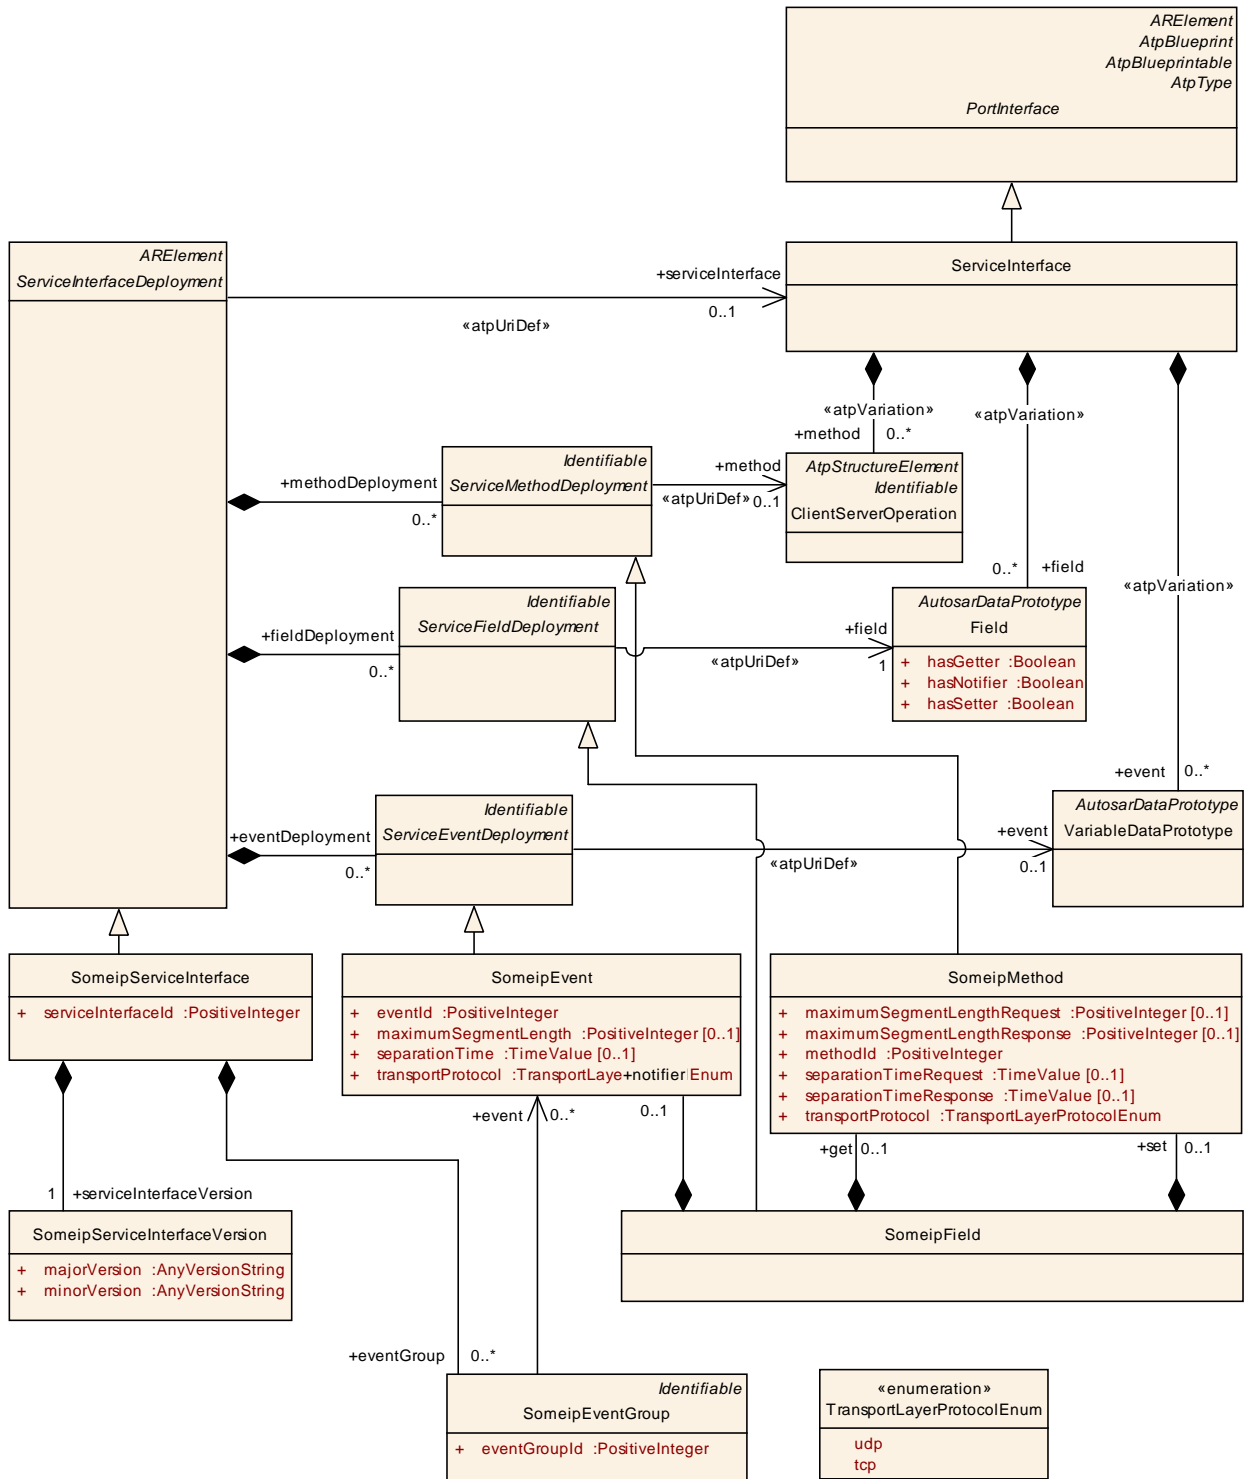 ARElement
AtpBlueprint
AtpBlueprintable
AtpType
PortInterface
ARElement
ServiceInterfaceDeployment
+serviceInterface
0..1
«atpUriDef»
ServiceInterface
«atpVariation»
+method 0..*
«atpVariation»
0..* +field
«atpVariation»
+event 0..*
+methodDeployment
0..*
Identifiable
ServiceMethodDeployment
+method
«atpUriDef» 0..1
AtpStructureElement
Identifiable
ClientServerOperation
+fieldDeployment
0..*
Identifiable
ServiceFieldDeployment
+field
1
«atpUriDef»
AutosarDataPrototype
Field
+ hasGetter :Boolean
+ hasNotifier :Boolean
+ hasSetter :Boolean
+eventDeployment
0..*
Identifiable
ServiceEventDeployment
+event
0..1
«atpUriDef»
AutosarDataPrototype
VariableDataPrototype
SomeipServiceInterface
+ serviceInterfaceId :PositiveInteger
SomeipEvent
+ eventId :PositiveInteger
+ maximumSegmentLength :PositiveInteger [0..1]
+ separationTime :TimeValue [0..1]
+ transportProtocol :TransportLaye+notifier Enum
SomeipMethod
+ maximumSegmentLengthRequest :PositiveInteger [0..1]
+ maximumSegmentLengthResponse :PositiveInteger [0..1]
+ methodId :PositiveInteger
+ separationTimeRequest :TimeValue [0..1]
+ separationTimeResponse :TimeValue [0..1]
+ transportProtocol :TransportLayerProtocolEnum
+event 0..*
0..1
+get 0..1
+set 0..1
1 +serviceInterfaceVersion
SomeipServiceInterfaceVersion
+ majorVersion :AnyVersionString
+ minorVersion :AnyVersionString
SomeipField
+eventGroup 0..*
Identifiable
SomeipEventGroup
+ eventGroupId :PositiveInteger
«enumeration»
TransportLayerProtocolEnum
udp
tcp